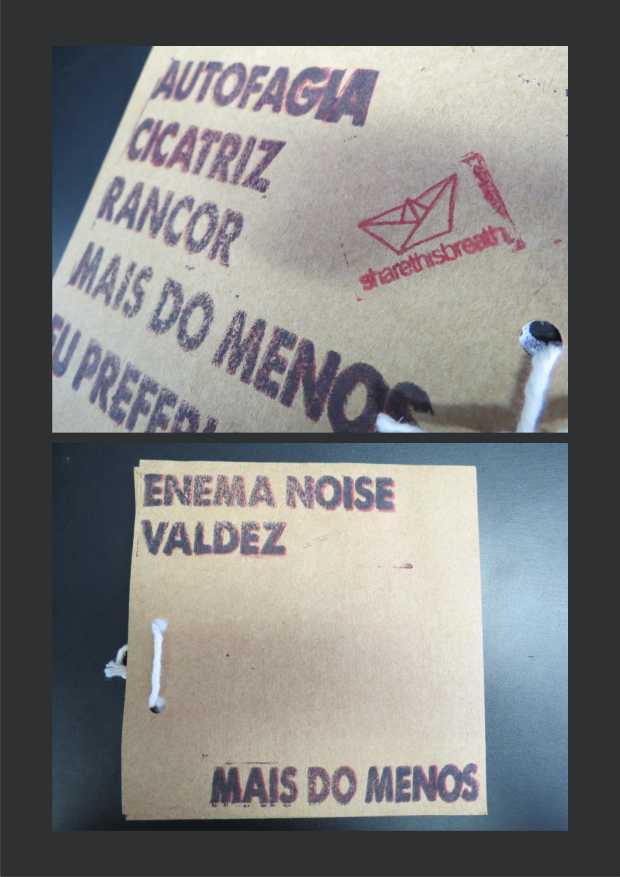 AUTOFAGIA
CICATRIZ
RANCOR
MAIS DO MENOS
sharethisbreath
ENEMA NOISE
VALDEZ
MAIS DO MENOS